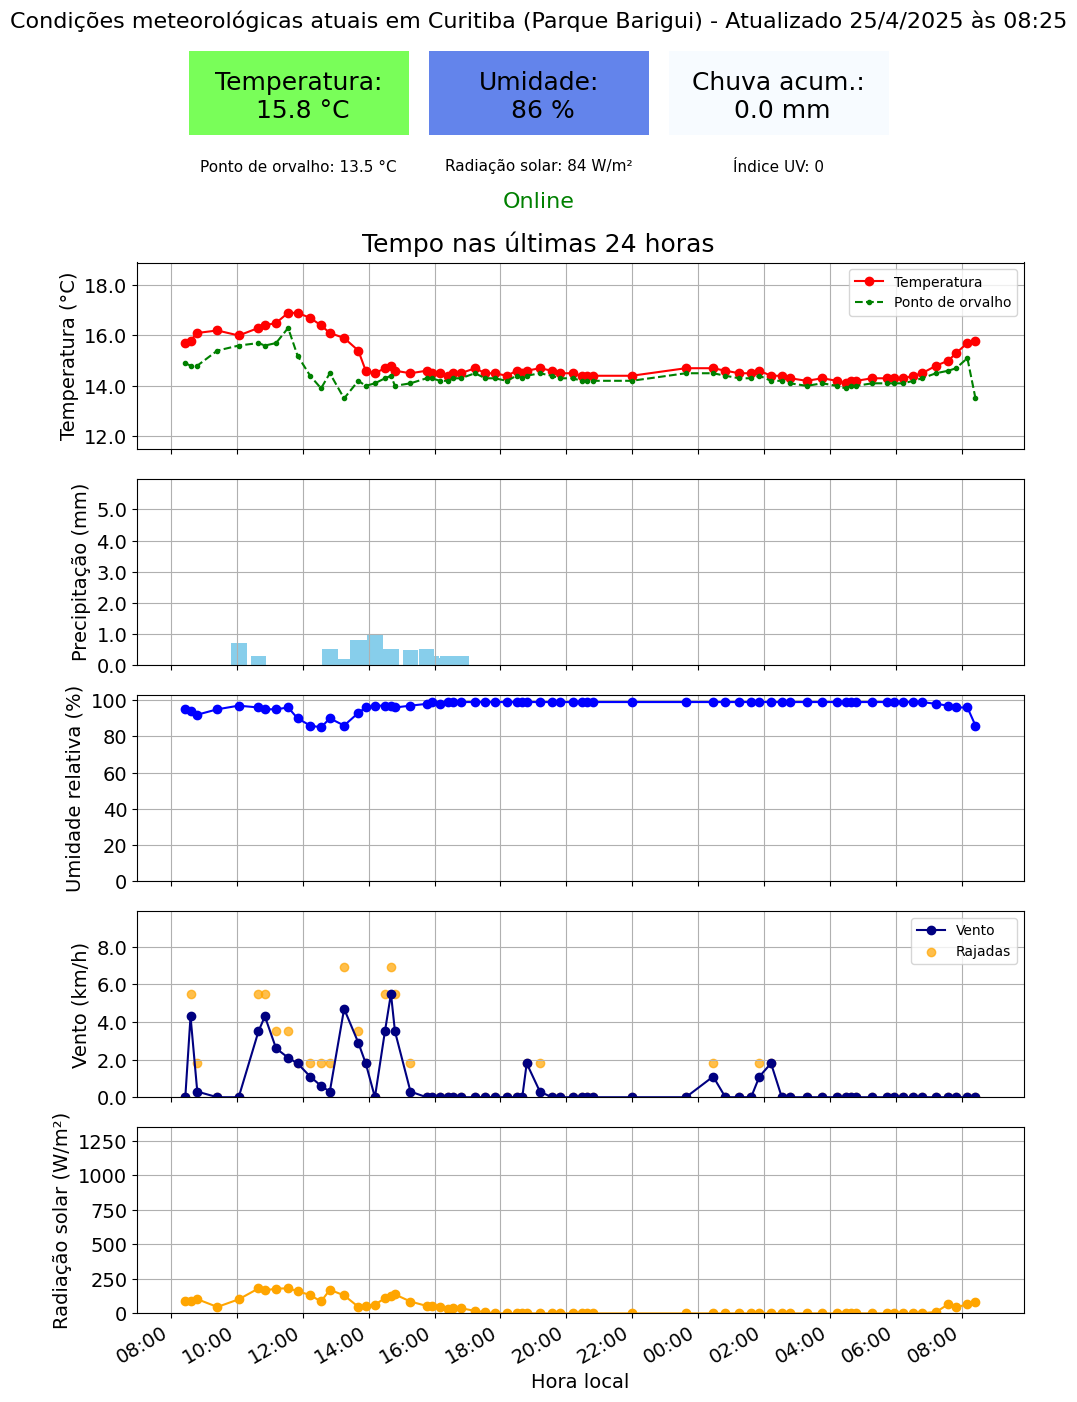 Condições meteorológicas atuais em Curitiba (Parque Barigui) - Atualizado 25/4/2025 às 08:25
Temperatura:
15.8 °C
Umidade:
86 %
Chuva acum.:
0.0 mm
Ponto de orvalho: 13.5 °C
Radiação solar: 84 W/m²
Índice UV: 0
Online
Tempo nas últimas 24 horas
Temperatura (°C)
18.0
16.0
14.0
12.0
Temperatura
Ponto de orvalho
Precipitação (mm)
5.0
4.0
3.0
2.0
1.0
0.0
Umidade relativa (%)
100
80
60
40
20
0
Vento (km/h)
8.0
6.0
4.0
2.0
0.0
Vento
Rajadas
Radiação solar (W/m²)
1250
1000
750
500
250
0
08:00
10:00
12:00
14:00
16:00
18:00
20:00
22:00
00:00
02:00
04:00
06:00
08:00
Hora local